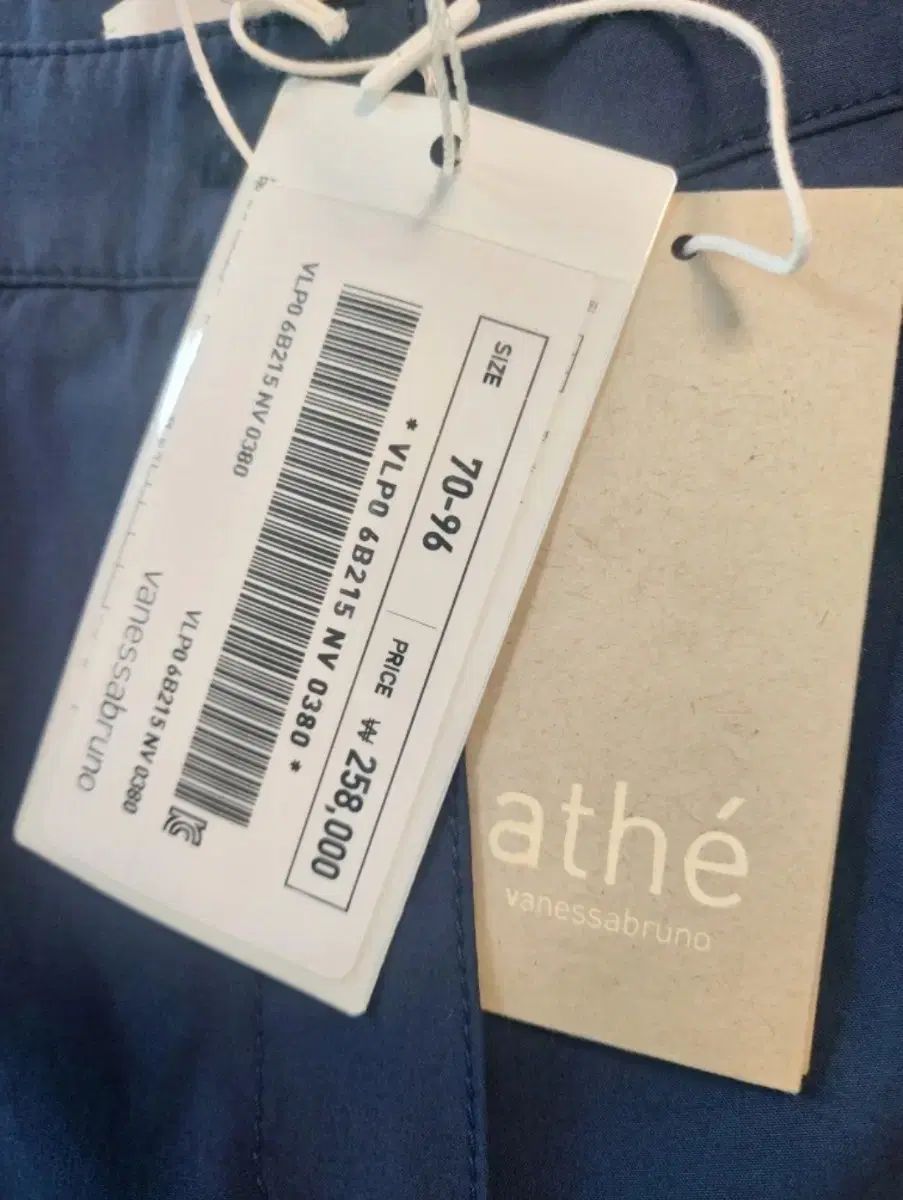 VLP0 6B215 NV 0380
* VLP0 6B215 NV 0380 *
SIZE 70-96 PRICE ₩ 258,000
VLP0 6B215 NV 0380
vanessabruno
athé
vanessabruno